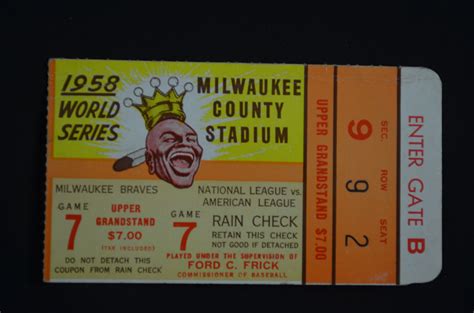 1958
WORLD
SERIES
MILWAUKEE
COUNTY
STADIUM
MILWAUKEE BRAVES
GAME
7
UPPER
GRANDSTAND
$7.00
(TAX INCLUDED)
DO NOT DETACH THIS
COUPON FROM RAIN CHECK
NATIONAL LEAGUE vs.
AMERICAN LEAGUE
GAME
7
RAIN CHECK
RETAIN THIS CHECK
NOT GOOD IF DETACHED
PLAYED UNDER THE SUPERVISION OF
FORD C. FRICK
COMMISSIONER OF BASEBALL
UPPER GRANDSTAND $7.00
SEC. ROW SEAT
9 9 2
ENTER GATE B